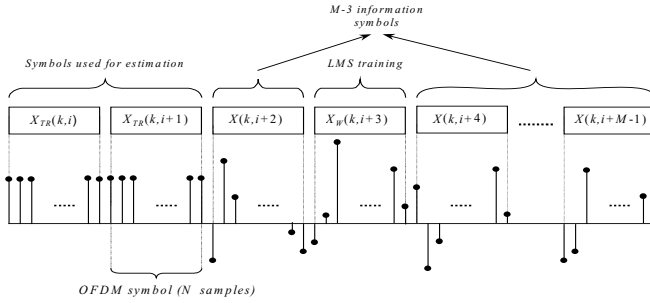 M-3 information
symbols
Symbols used for estimation
LMS training
X_TR(k,i)
X_TR(k,i+1)
X(k,i+2)
X_W(k,i+3)
X(k,i+4)
........
X(k,i+M-1)
.....
.....
.....
.....
.....
.....
OFDM symbol (N samples)